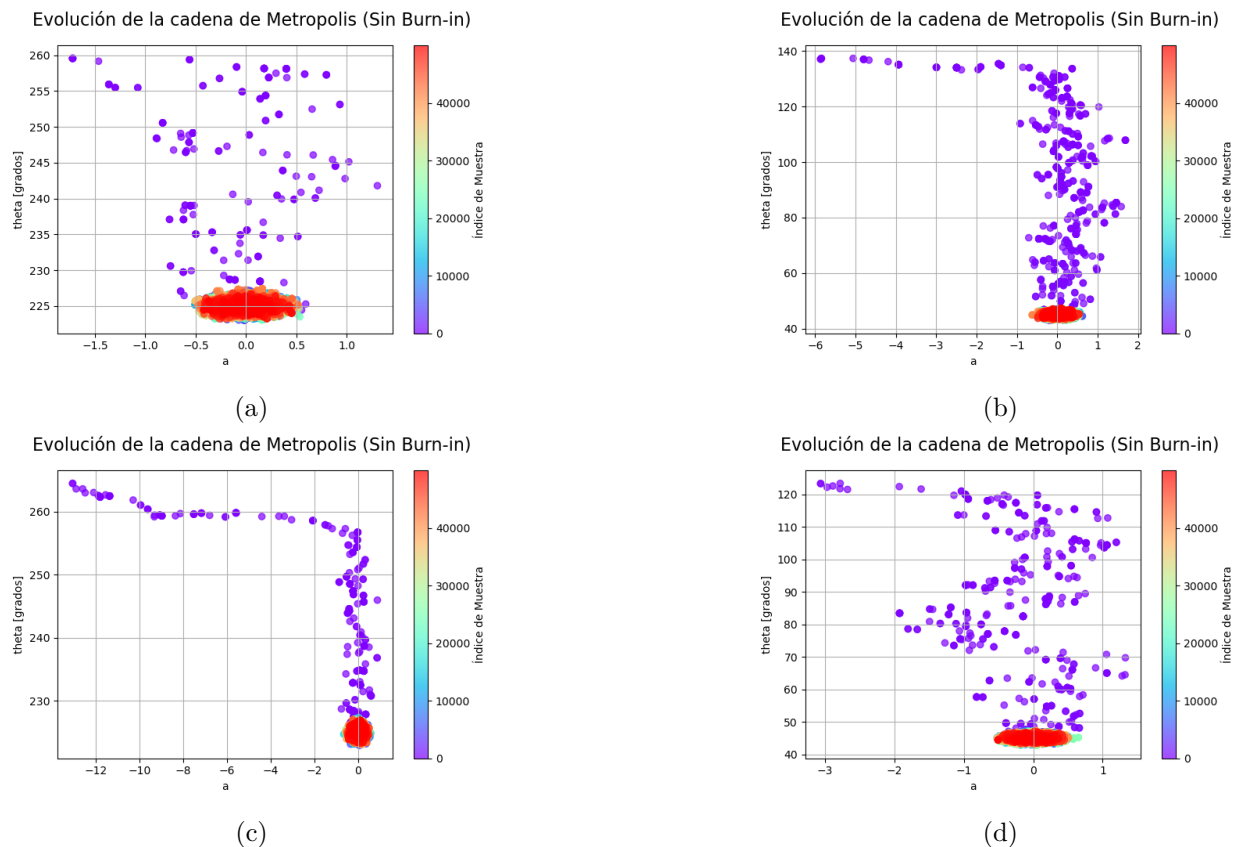 Evolución de la cadena de Metropolis (Sin Burn-in)
theta [grados]
260
255
250
245
240
235
230
225
−1.5 −1.0 −0.5 0.0 0.5 1.0
a
40000
30000
20000
10000
0
Índice de Muestra
(a)
Evolución de la cadena de Metropolis (Sin Burn-in)
theta [grados]
140
120
100
80
60
40
−6 −5 −4 −3 −2 −1 0 1 2
a
40000
30000
20000
10000
0
Índice de Muestra
(b)
Evolución de la cadena de Metropolis (Sin Burn-in)
theta [grados]
260
250
240
230
−12 −10 −8 −6 −4 −2 0
a
40000
30000
20000
10000
0
Índice de Muestra
(c)
Evolución de la cadena de Metropolis (Sin Burn-in)
theta [grados]
120
110
100
90
80
70
60
50
40
−3 −2 −1 0 1
a
40000
30000
20000
10000
0
Índice de Muestra
(d)